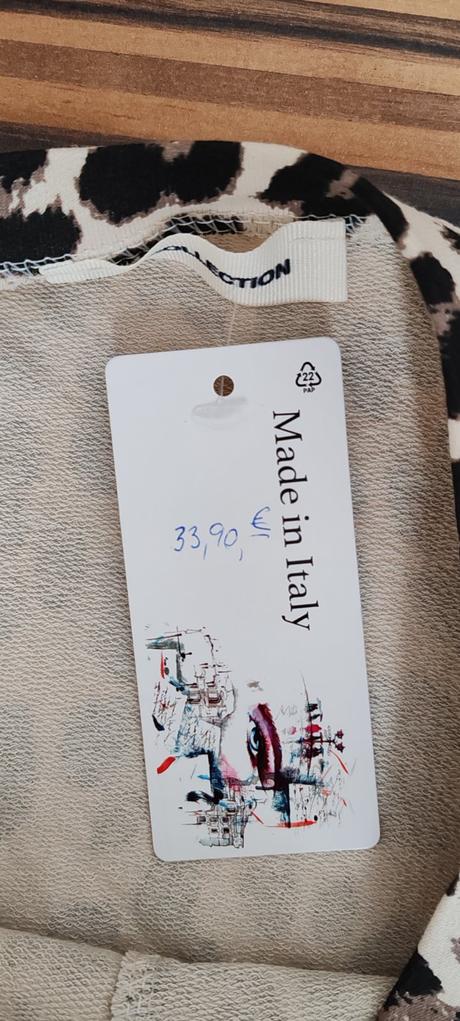 COLLECTION
22
PAP
Made in Italy
33,90,€